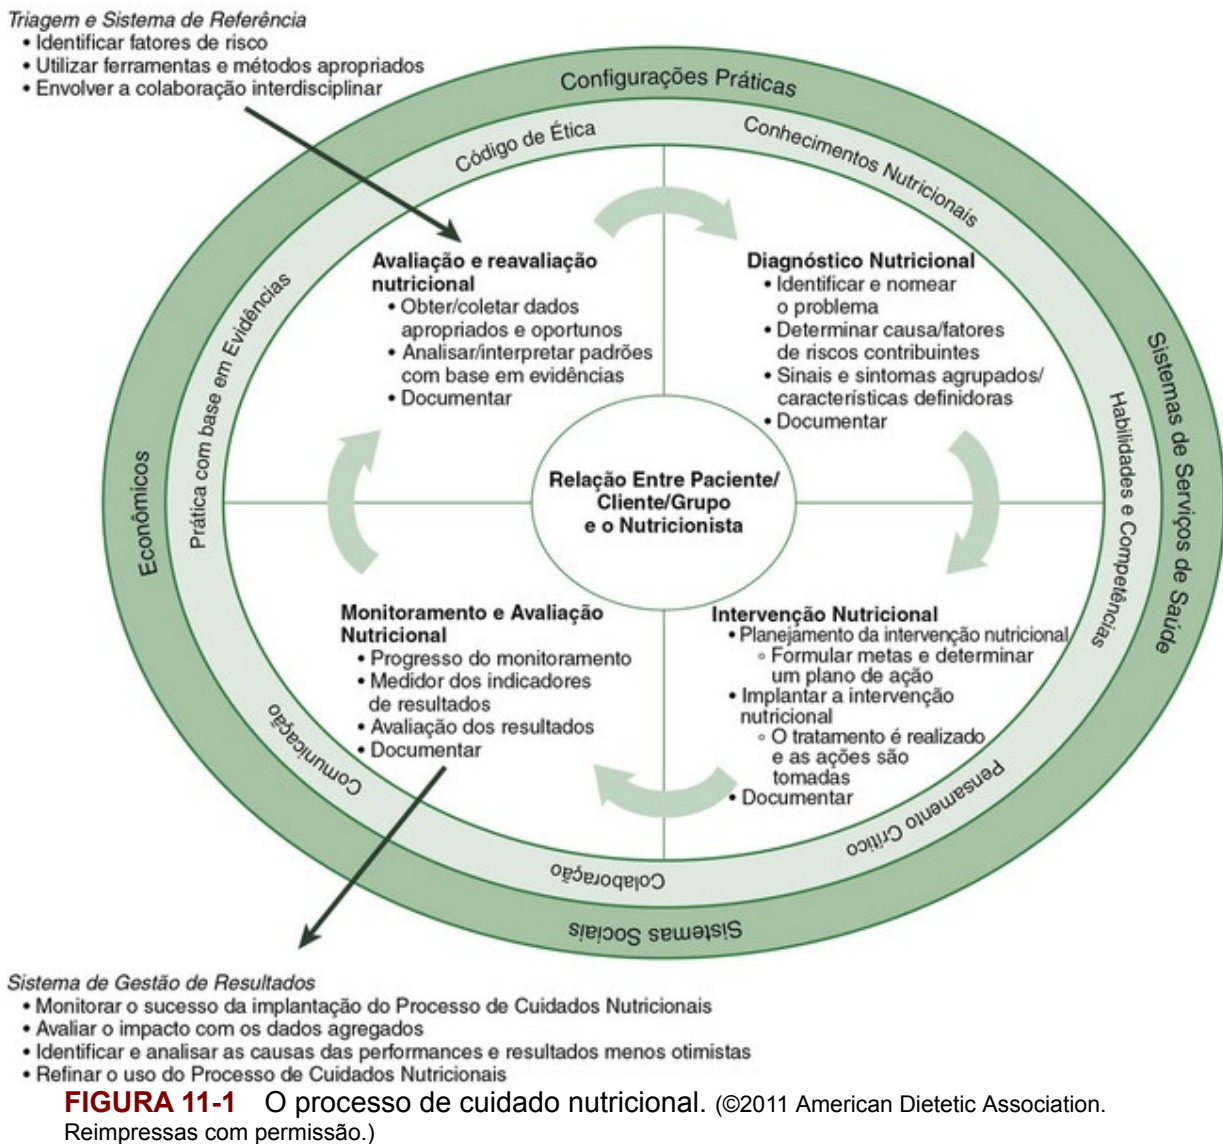 Triagem e Sistema de Referência
• Identificar fatores de risco
• Utilizar ferramentas e métodos apropriados
• Envolver a colaboração interdisciplinar
Configurações Práticas
Código de Ética
Conhecimentos Nutricionais
Prática com base em Evidências
Econômicos
Habilidades e Competências
Sistemas de Serviços de Saúde
Avaliação e reavaliação
nutricional
• Obter/coletar dados
apropriados e oportunos
• Analisar/interpretar padrões
com base em evidências
• Documentar
Diagnóstico Nutricional
• Identificar e nomear
o problema
• Determinar causa/fatores
de riscos contribuintes
• Sinais e sintomas agrupados/
características definidoras
• Documentar
Relação Entre Paciente/
Cliente/Grupo
e o Nutricionista
Monitoramento e Avaliação
Nutricional
• Progresso do monitoramento
• Medidor dos indicadores
de resultados
• Avaliação dos resultados
• Documentar
Intervenção Nutricional
• Planejamento da intervenção nutricional
◦ Formular metas e determinar
um plano de ação
• Implantar a intervenção
nutricional
◦ O tratamento é realizado
e as ações são
tomadas
• Documentar
Comunicação
Colaboração
Pensamento Crítico
Sistemas Sociais
Sistema de Gestão de Resultados
• Monitorar o sucesso da implantação do Processo de Cuidados Nutricionais
• Avaliar o impacto com os dados agregados
• Identificar e analisar as causas das performances e resultados menos otimistas
• Refinar o uso do Processo de Cuidados Nutricionais
FIGURA 11-1 O processo de cuidado nutricional. (©2011 American Dietetic Association.
Reimpressas com permissão.)